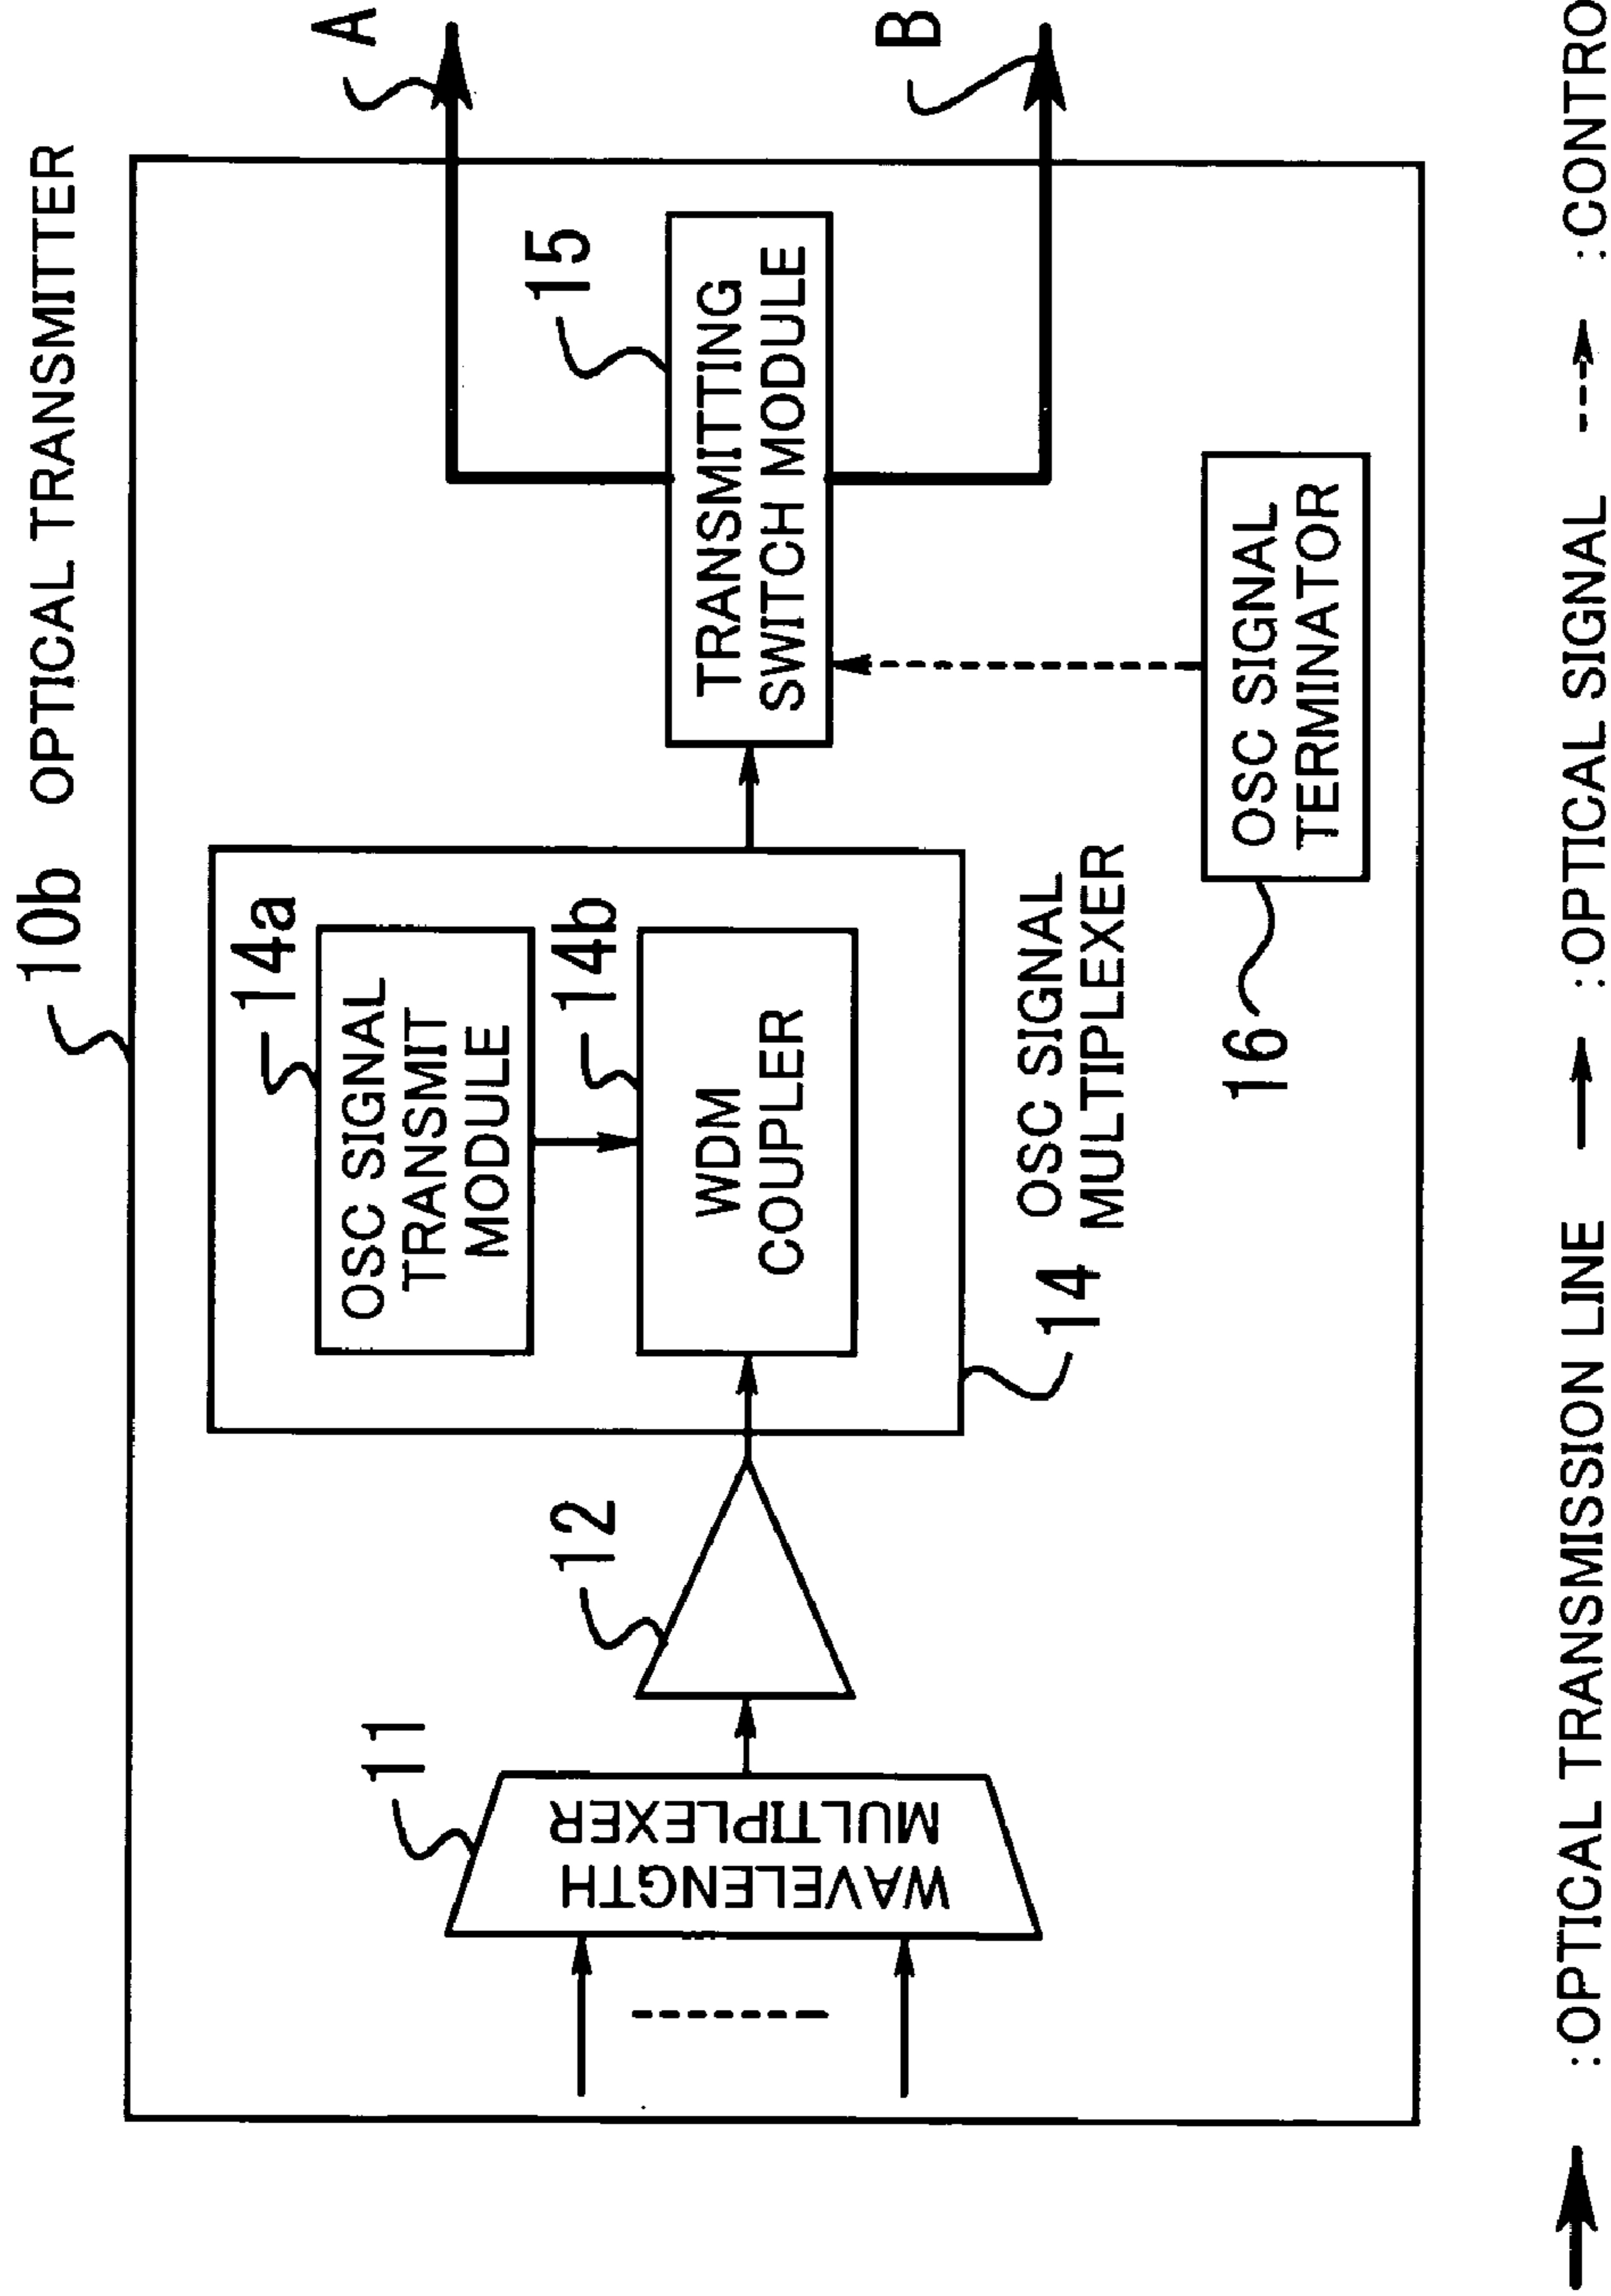 10b OPTICAL TRANSMITTER
A
14a
OSC SIGNAL
TRANSMIT
MODULE
15
11
12
14b
WAVELENGTH
MULTIPLEXER
WDM
COUPLER
TRANSMITTING
SWITCH MODULE
B
14
OSC SIGNAL
MULTIPLEXER
16
OSC SIGNAL
TERMINATOR
:OPTICAL TRANSMISSION LINE :OPTICAL SIGNAL :CONTRO